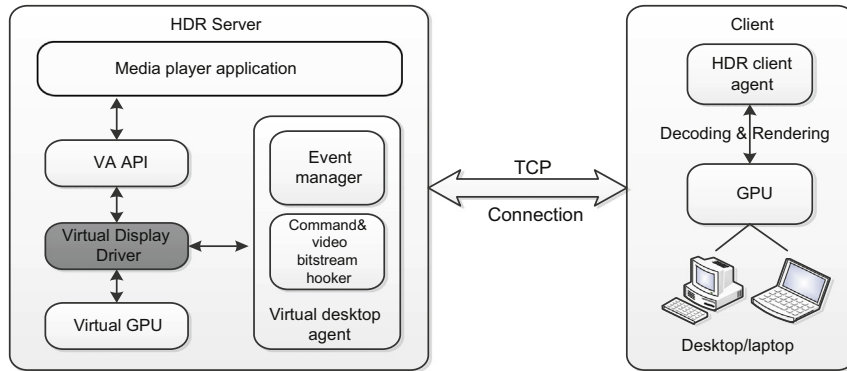 HDR Server
Media player application
VA API
Virtual Display
Driver
Virtual GPU
Event
manager
Command&
video
bitstream
hooker
Virtual desktop
agent
TCP
Connection
Client
HDR client
agent
Decoding & Rendering
GPU
Desktop/laptop